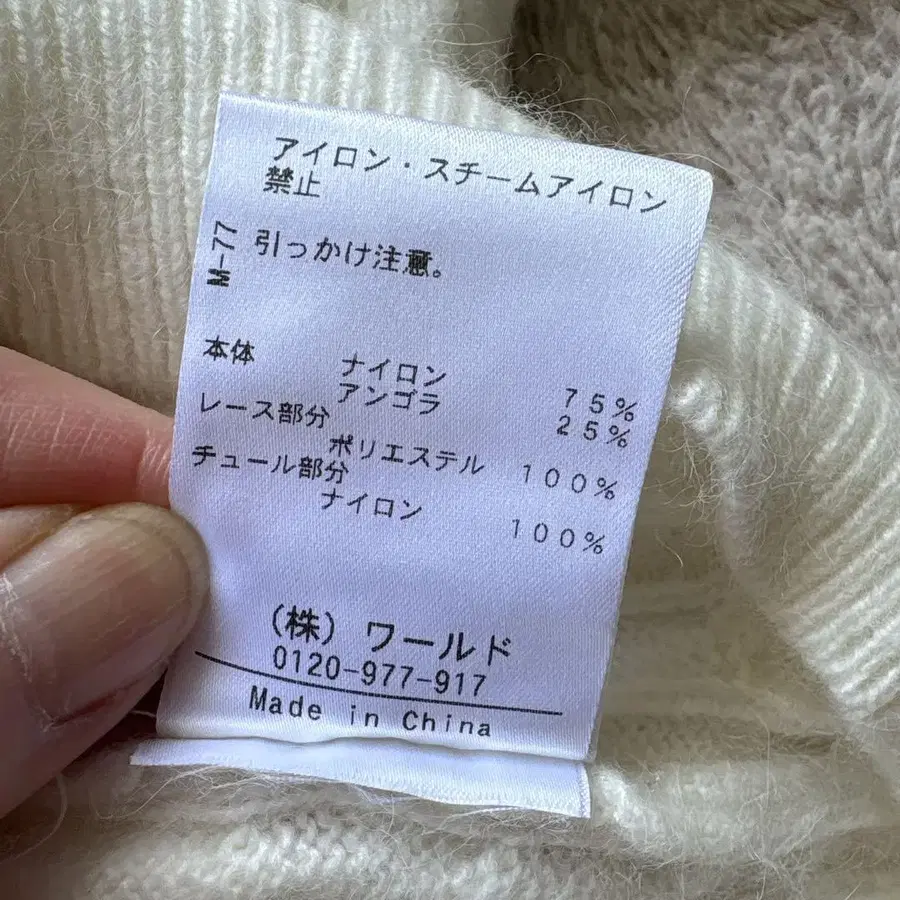 アイロン・スチームアイロン
禁止
M-77
引っかけ注意。
本体 ナイロン 75%
アンゴラ 25%
レース部分
ポリエステル 100%
チュール部分
ナイロン 100%
(株) ワールド
0120-977-917
Made in China